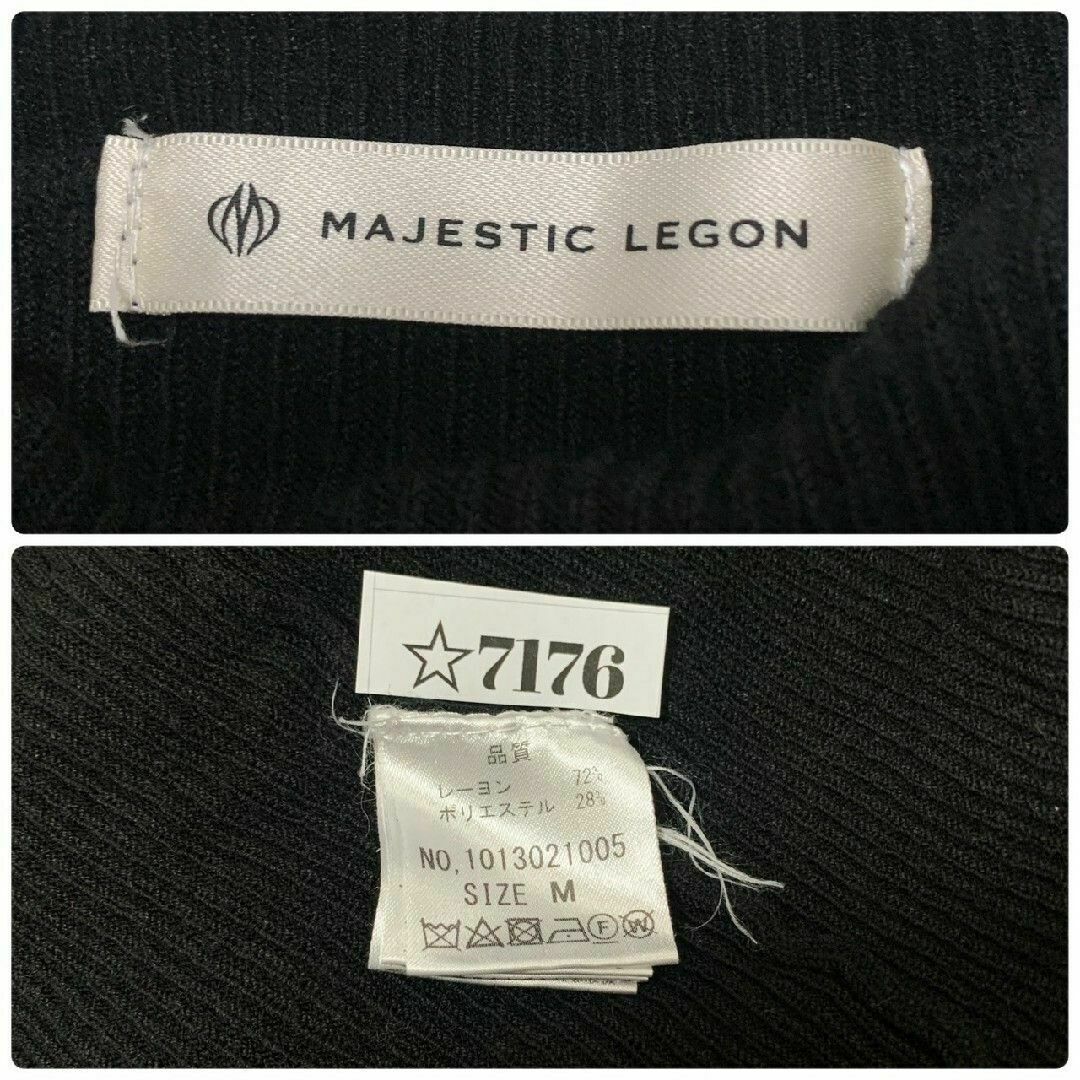 MAJESTIC LEGON
☆7176
品質
レーヨン 72%
ポリエステル 28%
NO,1013021005
SIZE M
F W